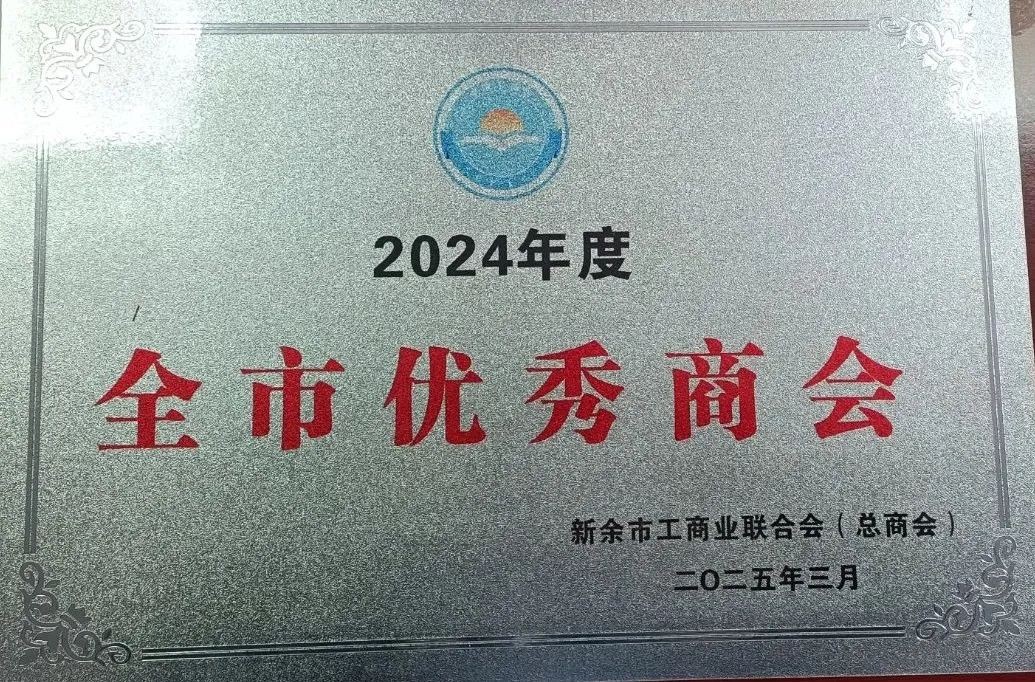 2024年度
全市优秀商会
新余市工商业联合会（总商会）
二〇二五年三月